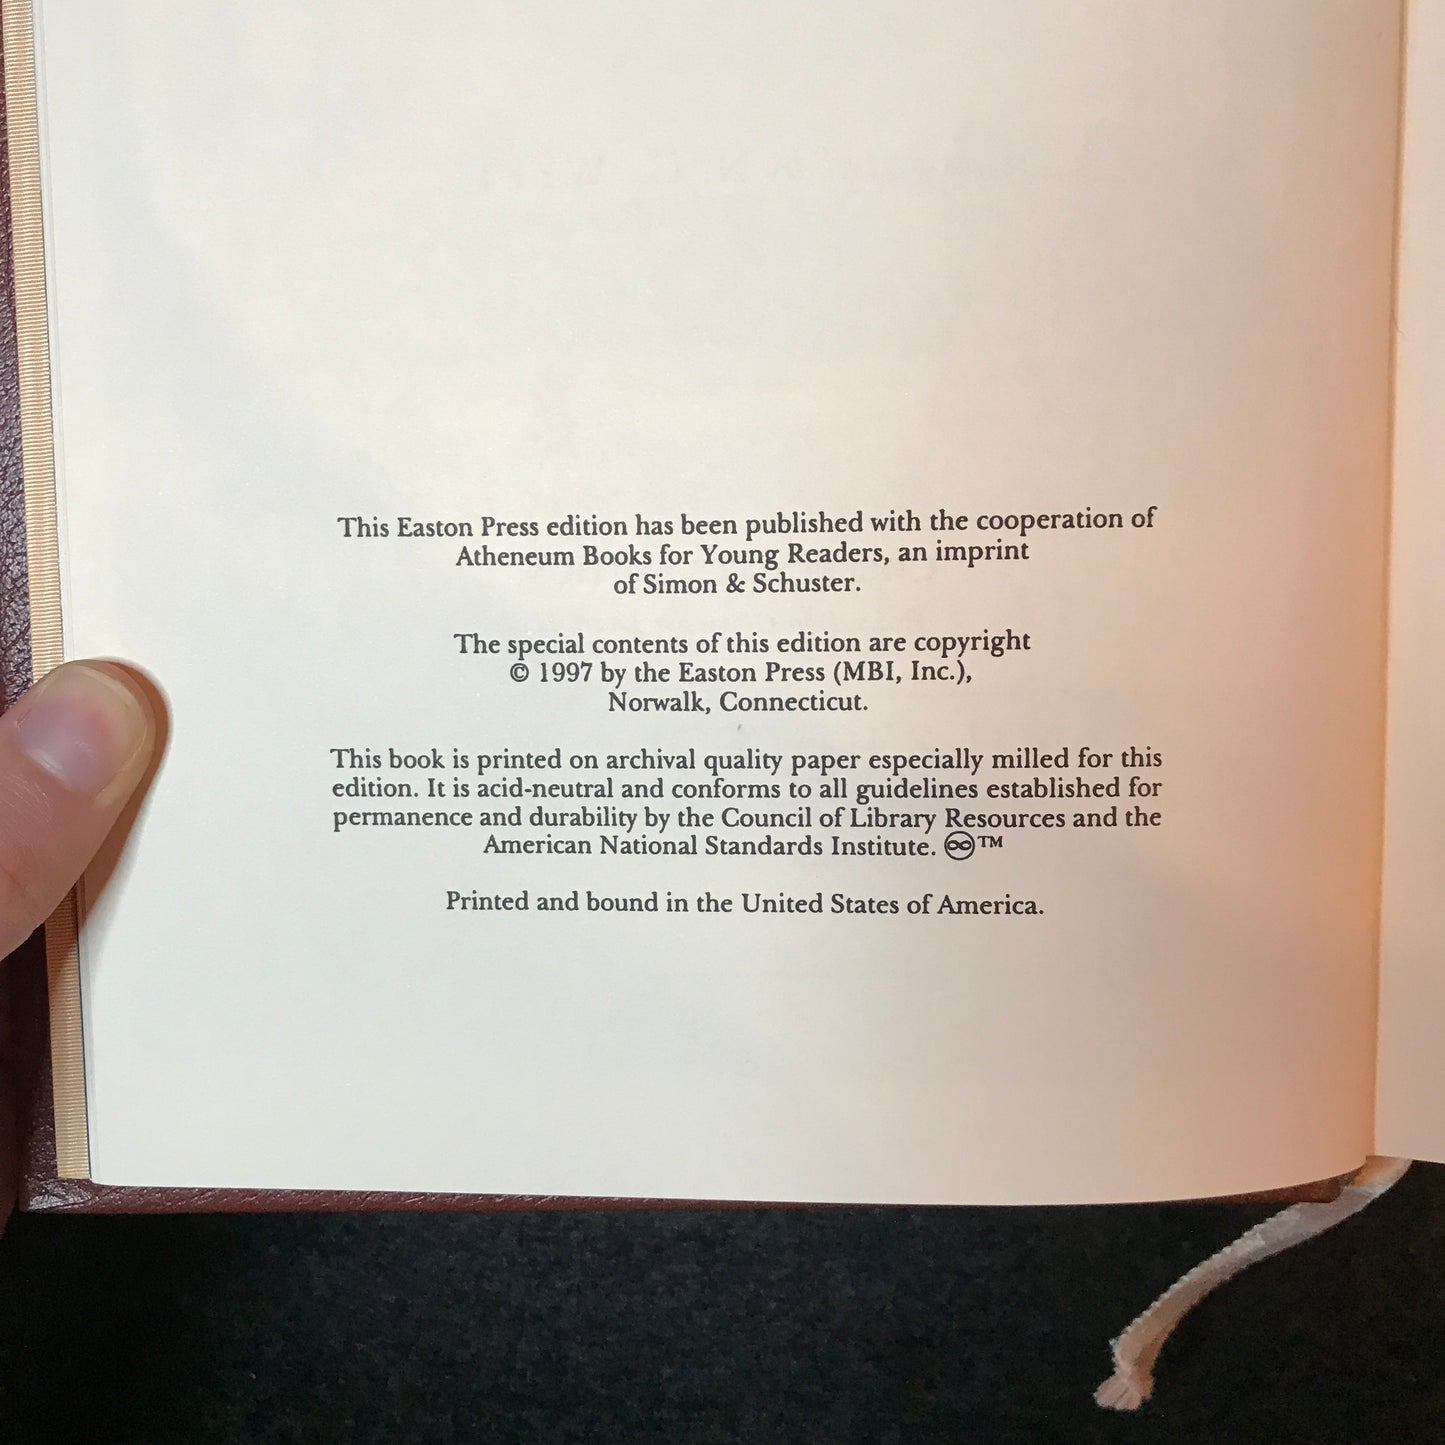 This Easton Press edition has been published with the cooperation of
Atheneum Books for Young Readers, an imprint
of Simon & Schuster.
The special contents of this edition are copyright
© 1997 by the Easton Press (MBI, Inc.),
Norwalk, Connecticut.
This book is printed on archival quality paper especially milled for this
edition. It is acid-neutral and conforms to all guidelines established for
permanence and durability by the Council of Library Resources and the
American National Standards Institute. ♾™
Printed and bound in the United States of America.